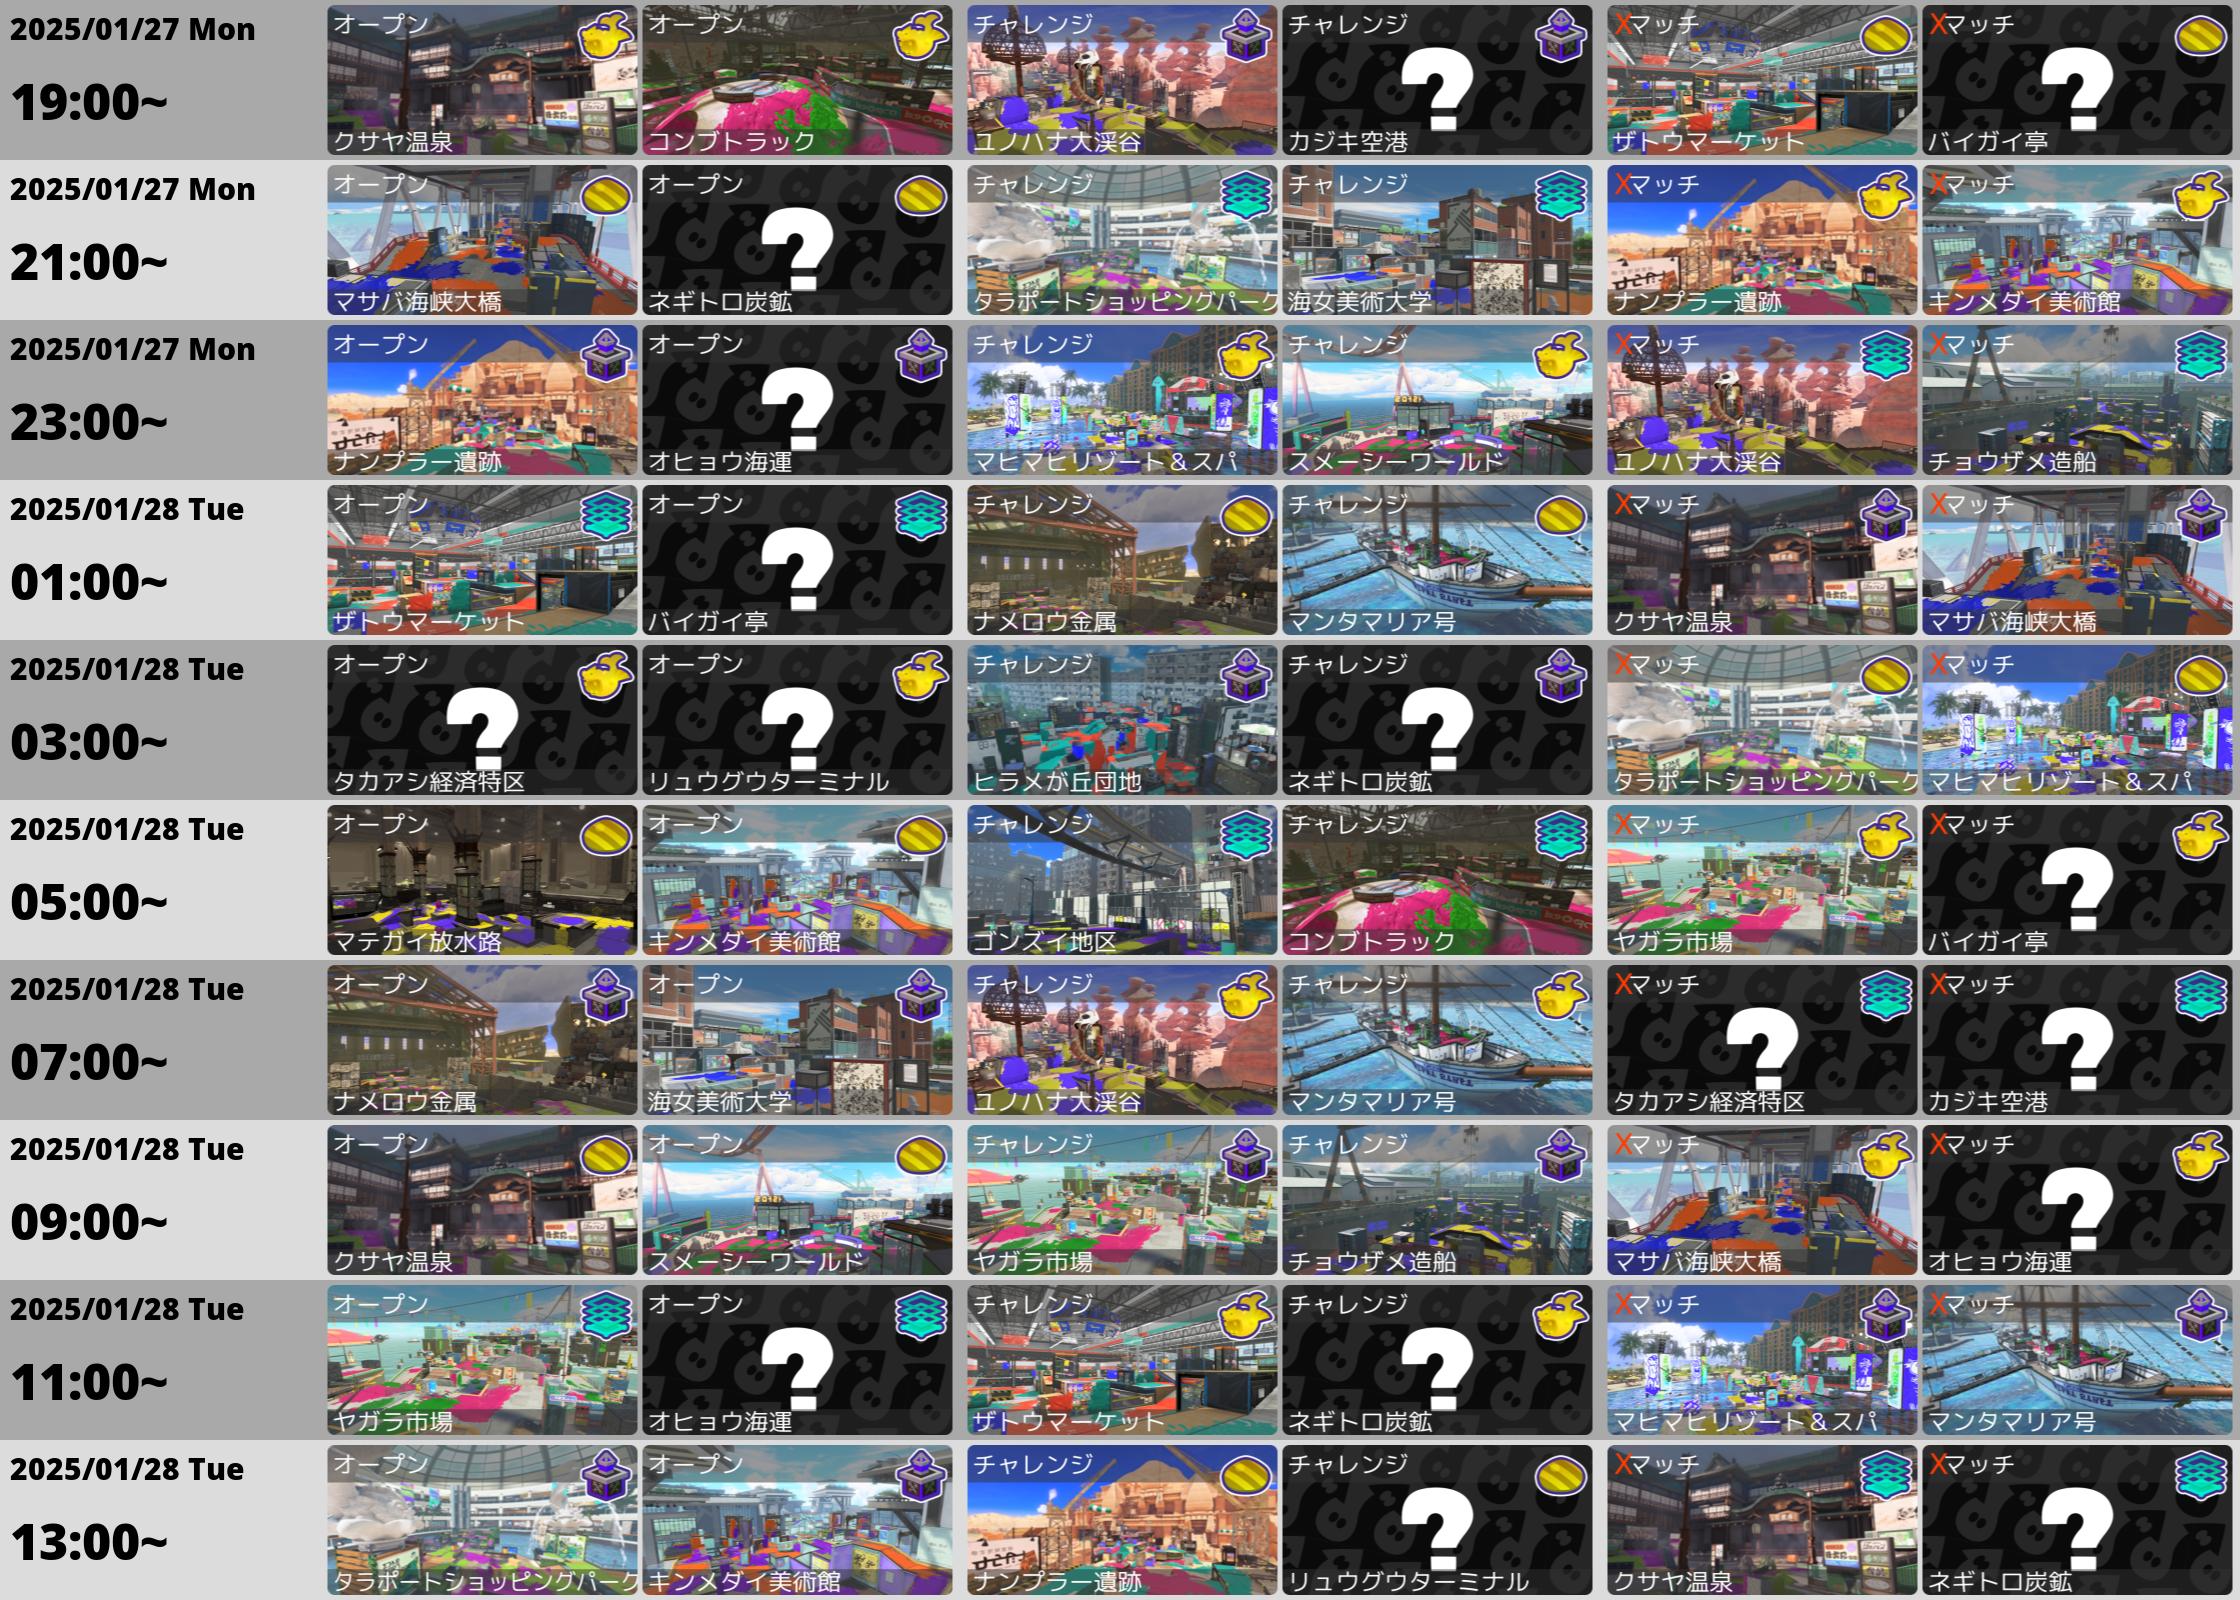 2025/01/27 Mon
19:00~
オープン
クサヤ温泉
オープン
コンブトラック
チャレンジ
ユノハナ大渓谷
チャレンジ
?
カジキ空港
Xマッチ
ザトウマーケット
Xマッチ
?
バイガイ亭
2025/01/27 Mon
21:00~
オープン
マサバ海峡大橋
オープン
?
ネギトロ炭鉱
チャレンジ
タラポートショッピングパーク
チャレンジ
海女美術大学
Xマッチ
ナンプラー遺跡
Xマッチ
キンメダイ美術館
2025/01/27 Mon
23:00~
オープン
ナンプラー遺跡
オープン
?
オヒョウ海運
チャレンジ
マヒマヒリゾート&スパ
チャレンジ
スメーシーワールド
Xマッチ
ユノハナ大渓谷
Xマッチ
チョウザメ造船
2025/01/28 Tue
01:00~
オープン
ザトウマーケット
オープン
?
バイガイ亭
チャレンジ
ナメロウ金属
チャレンジ
マンタマリア号
Xマッチ
クサヤ温泉
Xマッチ
マサバ海峡大橋
2025/01/28 Tue
03:00~
オープン
?
タカアシ経済特区
オープン
?
リュウグウターミナル
チャレンジ
ヒラメが丘団地
チャレンジ
?
ネギトロ炭鉱
Xマッチ
タラポートショッピングパーク
Xマッチ
マヒマヒリゾート&スパ
2025/01/28 Tue
05:00~
オープン
マテガイ放水路
オープン
キンメダイ美術館
チャレンジ
ゴンズイ地区
チャレンジ
コンブトラック
Xマッチ
ヤガラ市場
Xマッチ
?
バイガイ亭
2025/01/28 Tue
07:00~
オープン
ナメロウ金属
オープン
海女美術大学
チャレンジ
ユノハナ大渓谷
チャレンジ
マンタマリア号
Xマッチ
?
タカアシ経済特区
Xマッチ
?
カジキ空港
2025/01/28 Tue
09:00~
オープン
クサヤ温泉
オープン
スメーシーワールド
チャレンジ
ヤガラ市場
チャレンジ
チョウザメ造船
Xマッチ
マサバ海峡大橋
Xマッチ
?
オヒョウ海運
2025/01/28 Tue
11:00~
オープン
ヤガラ市場
オープン
?
オヒョウ海運
チャレンジ
ザトウマーケット
チャレンジ
?
ネギトロ炭鉱
Xマッチ
マヒマヒリゾート&スパ
Xマッチ
マンタマリア号
2025/01/28 Tue
13:00~
オープン
タラポートショッピングパーク
オープン
キンメダイ美術館
チャレンジ
ナンプラー遺跡
チャレンジ
?
リュウグウターミナル
Xマッチ
クサヤ温泉
Xマッチ
?
ネギトロ炭鉱